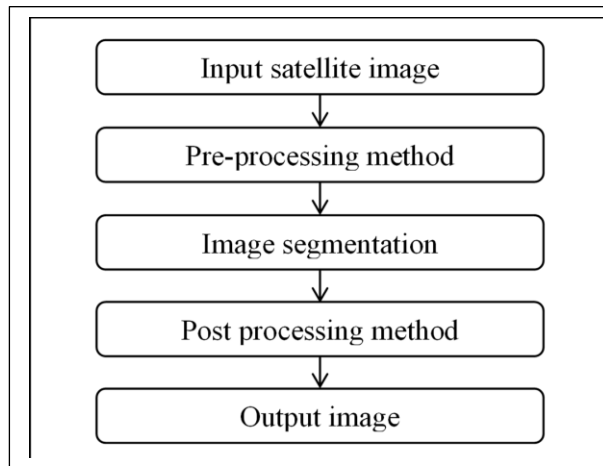 Input satellite image
Pre-processing method
Image segmentation
Post processing method
Output image